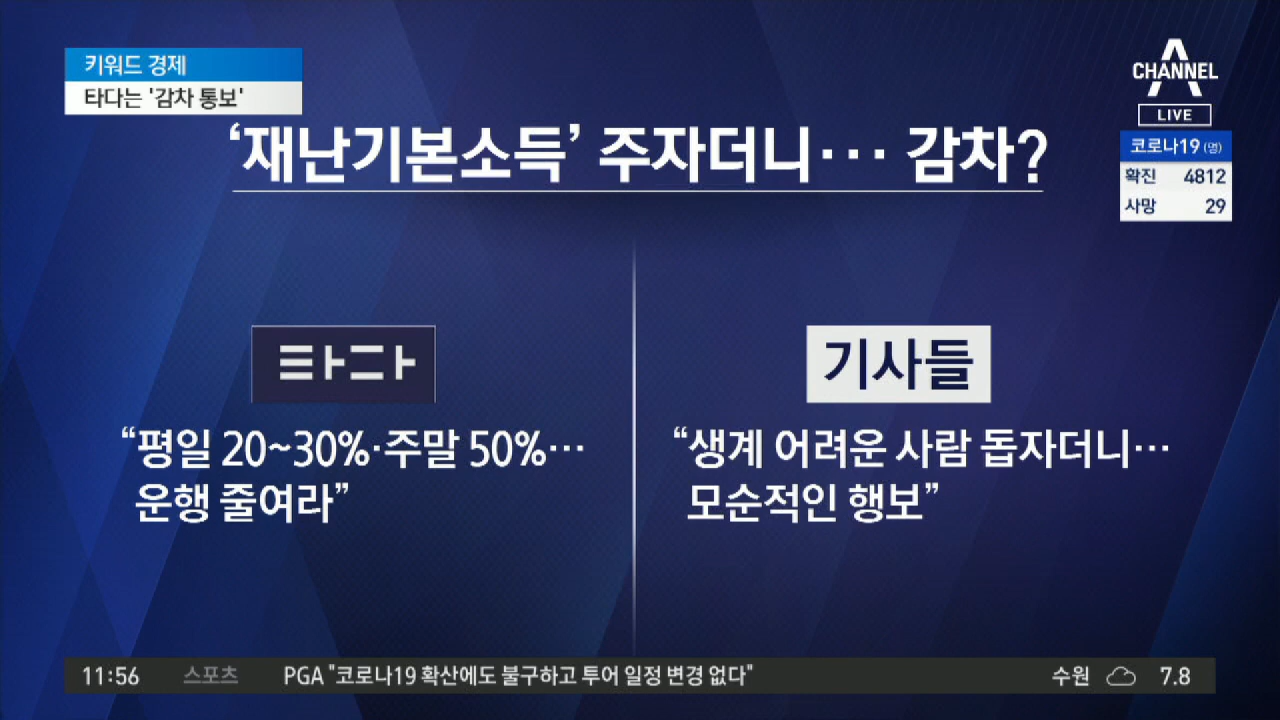 키워드 경제
타다는 '감차 통보'
CHANNEL A
LIVE
코로나19 (명)
확진 4812
사망 29
‘재난기본소득’ 주자더니··· 감차?
타다
“평일 20~30%·주말 50%···
운행 줄여라”
기사들
“생계 어려운 사람 돕자더니···
모순적인 행보”
11:56 스포츠 PGA "코로나19 확산에도 불구하고 투어 일정 변경 없다" 수원 7.8